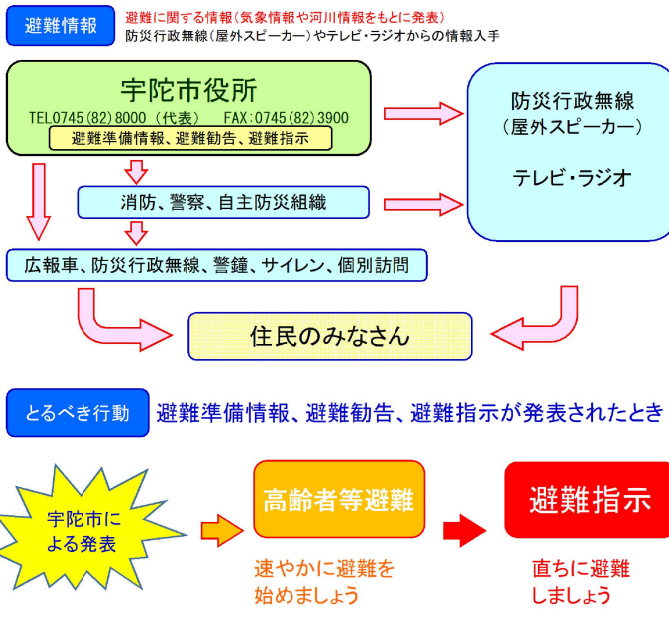 避難情報
避難に関する情報(気象情報や河川情報をもとに発表)
防災行政無線(屋外スピーカー)やテレビ・ラジオからの情報入手
宇陀市役所
TEL0745(82)8000（代表） FAX:0745(82)3900
避難準備情報、避難勧告、避難指示
防災行政無線
（屋外スピーカー）
テレビ・ラジオ
消防、警察、自主防災組織
広報車、防災行政無線、警鐘、サイレン、個別訪問
住民のみなさん
とるべき行動
避難準備情報、避難勧告、避難指示が発表されたとき
宇陀市に
よる発表
高齢者等避難
避難指示
速やかに避難を
始めましょう
直ちに避難
しましょう